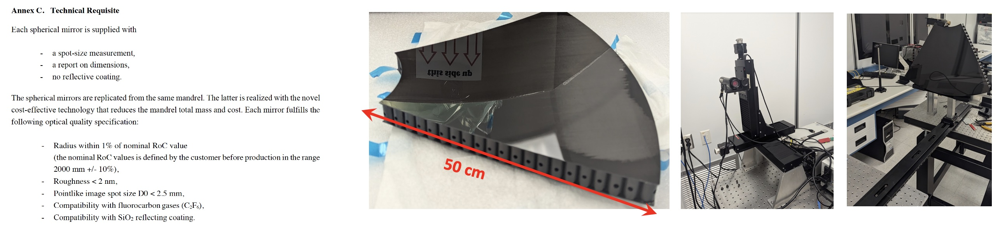 Annex C. Technical Requisite
Each spherical mirror is supplied with
- a spot-size measurement,
- a report on dimensions,
- no reflective coating.
The spherical mirrors are replicated from the same mandrel. The latter is realized with the novel
cost-effective technology that reduces the mandrel total mass and cost. Each mirror fulfills the
following optical quality specification:
- Radius within 1% of nominal RoC value
(the nominal RoC values is defined by the customer before production in the range
2000 mm +/- 10%),
- Roughness < 2 nm,
- Pointlike image spot size D0 < 2.5 mm,
- Compatibility with fluorocarbon gases (C₂F₆),
- Compatibility with SiO₂ reflecting coating.
this side up
50 cm